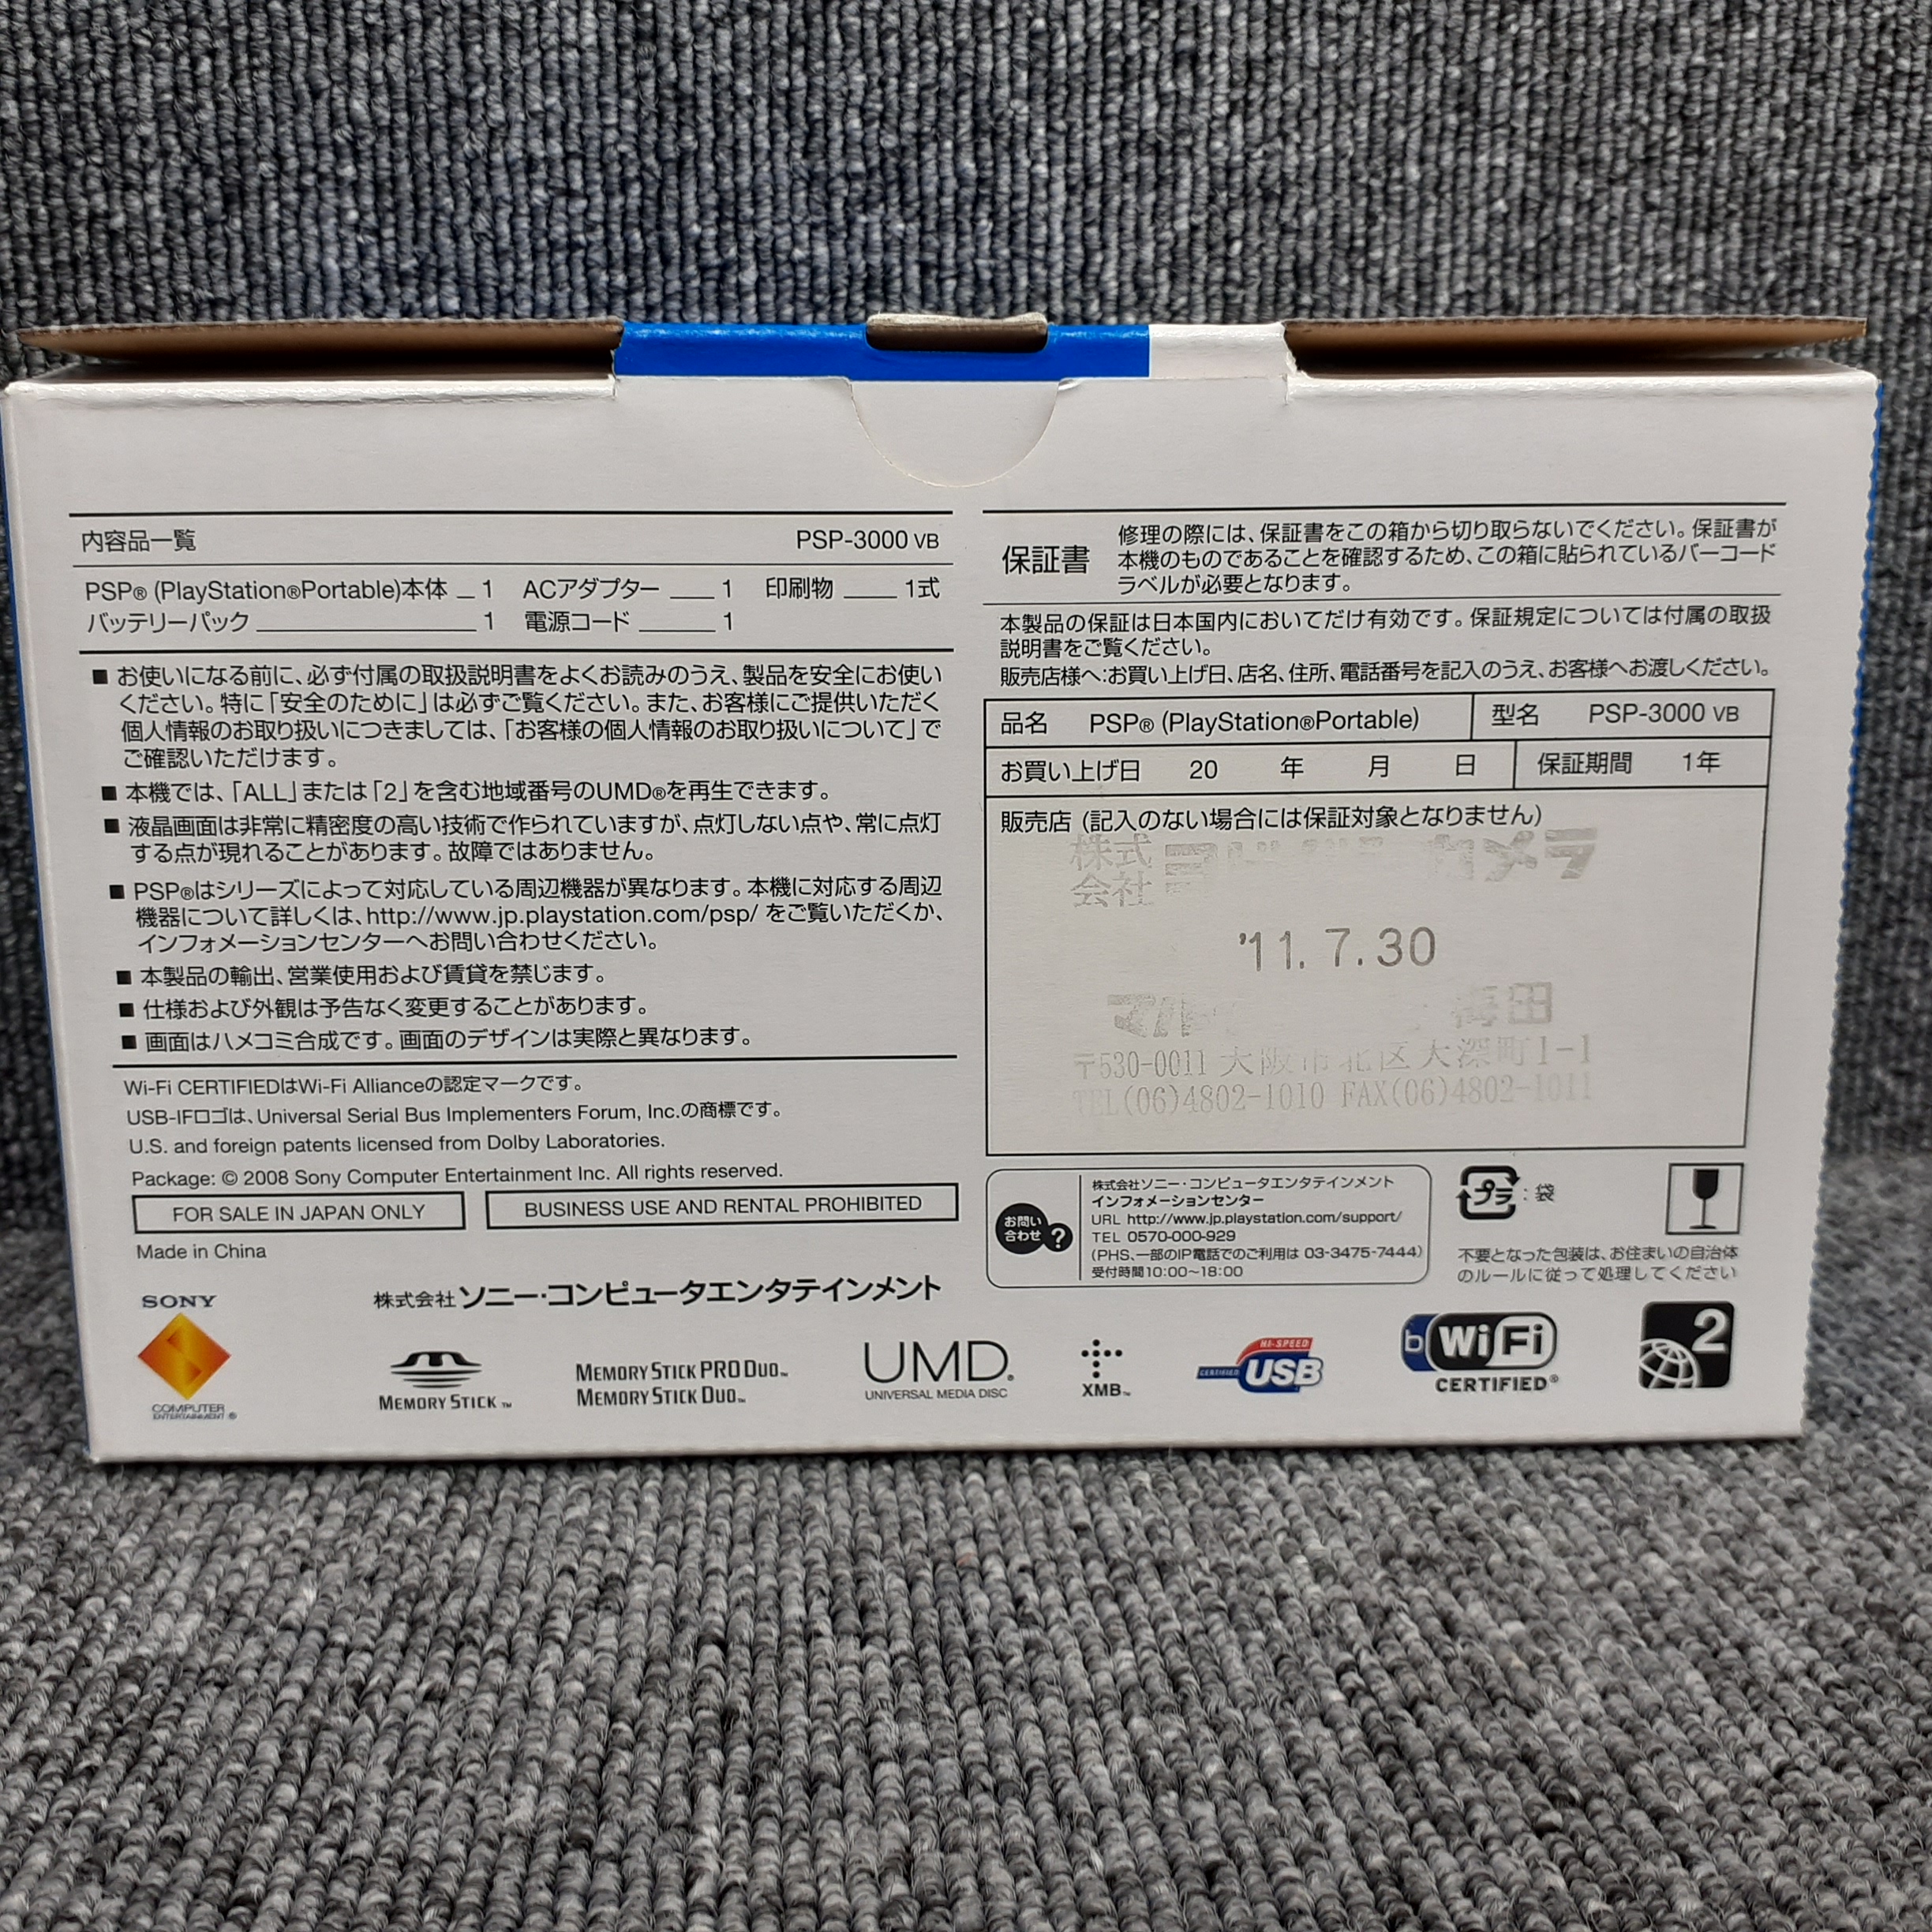 内容品一覧 PSP-3000 VB
PSP® (PlayStation®Portable)本体 1 ACアダプター 1 印刷物 1式
バッテリーパック 1 電源コード 1
■ お使いになる前に、必ず付属の取扱説明書をよくお読みのうえ、製品を安全にお使い
ください。特に「安全のために」は必ずご覧ください。また、お客様にご提供いただく
個人情報のお取り扱いにつきましては、「お客様の個人情報のお取り扱いについて」で
ご確認いただけます。
■ 本機では、「ALL」または「2」を含む地域番号のUMD®を再生できます。
■ 液晶画面は非常に精密度の高い技術で作られていますが、点灯しない点や、常に点灯
する点が現れることがあります。故障ではありません。
■ PSP®はシリーズによって対応している周辺機器が異なります。本機に対応する周辺
機器について詳しくは、http://www.jp.playstation.com/psp/ をご覧いただくか、
インフォメーションセンターへお問い合わせください。
■ 本製品の輸出、営業使用および賃貸を禁じます。
■ 仕様および外観は予告なく変更することがあります。
■ 画面はハメコミ合成です。画面のデザインは実際と異なります。
Wi-Fi CERTIFIEDはWi-Fi Allianceの認定マークです。
USB-IFロゴは、Universal Serial Bus Implementers Forum, Inc.の商標です。
U.S. and foreign patents licensed from Dolby Laboratories.
Package: © 2008 Sony Computer Entertainment Inc. All rights reserved.
FOR SALE IN JAPAN ONLY BUSINESS USE AND RENTAL PROHIBITED
Made in China
株式会社ソニー・コンピュータエンタテインメント
保証書
修理の際には、保証書をこの箱から切り取らないでください。保証書が
本機のものであることを確認するため、この箱に貼られているバーコード
ラベルが必要となります。
本製品の保証は日本国内においてだけ有効です。保証規定については付属の取扱
説明書をご覧ください。
販売店様へ:お買い上げ日、店名、住所、電話番号を記入のうえ、お客様へお渡しください。
品名 PSP® (PlayStation®Portable) 型名 PSP-3000 VB
お買い上げ日 20 年 月 日 保証期間 1年
販売店 (記入のない場合には保証対象となりません)
株式
会社
カメラ
'11.7.30
梅田
〒530-0011 大阪市北区大深町1-1
TEL(06)4802-1010 FAX(06)4802-1011
お問い
合わせ ?
株式会社ソニー・コンピュータエンタテインメント
インフォメーションセンター
URL http://www.jp.playstation.com/support/
TEL 0570-000-929
(PHS、一部のIP電話でのご利用は 03-3475-7444)
受付時間10:00~18:00
プラ : 袋
不要となった包装は、お住まいの自治体
のルールに従って処理してください
SONY
COMPUTER
ENTERTAINMENT ®
MEMORY STICK ™
MEMORY STICK PRO DUO™
MEMORY STICK DUO™
UMD®
UNIVERSAL MEDIA DISC
XMB™
HI-SPEED
CERTIFIED USB
b Wi Fi
CERTIFIED®
2